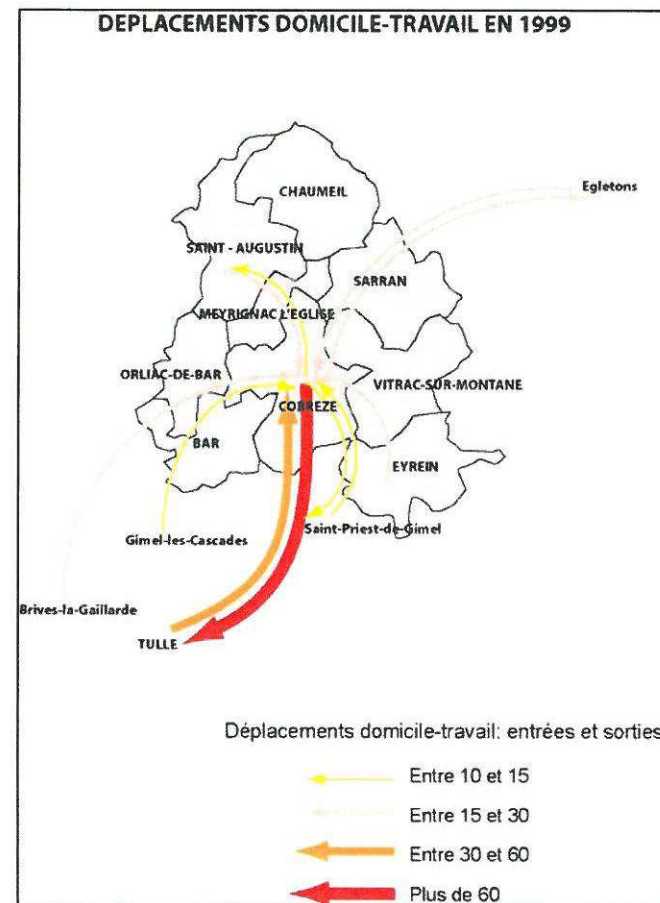 DEPLACEMENTS DOMICILE-TRAVAIL EN 1999
Egletons
CHAUMEIL
SAINT - AUGUSTIN
SARRAN
MEYRIGNAC L'EGLISE
ORLIAC-DE-BAR
VITRAC-SUR-MONTANE
CORREZE
BAR
EYREIN
Saint-Priest-de-Gimel
Gimel-les-Cascades
Brives-la-Gaillarde
TULLE
Déplacements domicile-travail: entrées et sorties
Entre 10 et 15
Entre 15 et 30
Entre 30 et 60
Plus de 60